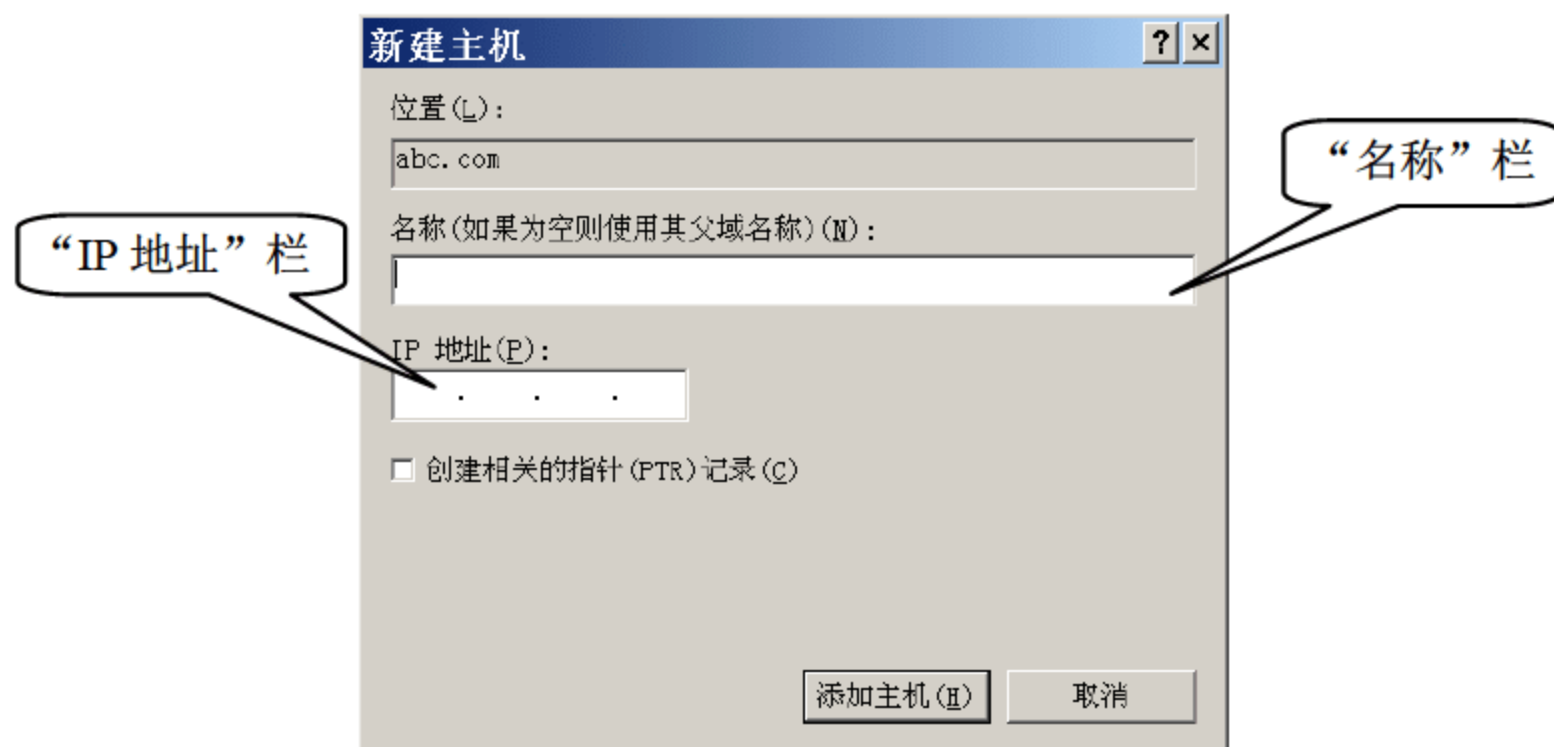 新建主机
位置(L):
abc.com
“名称”栏
名称(如果为空则使用其父域名称)(N):
“IP 地址”栏
IP 地址(P):
. . .
创建相关的指针(PTR)记录(C)
添加主机(H)
取消